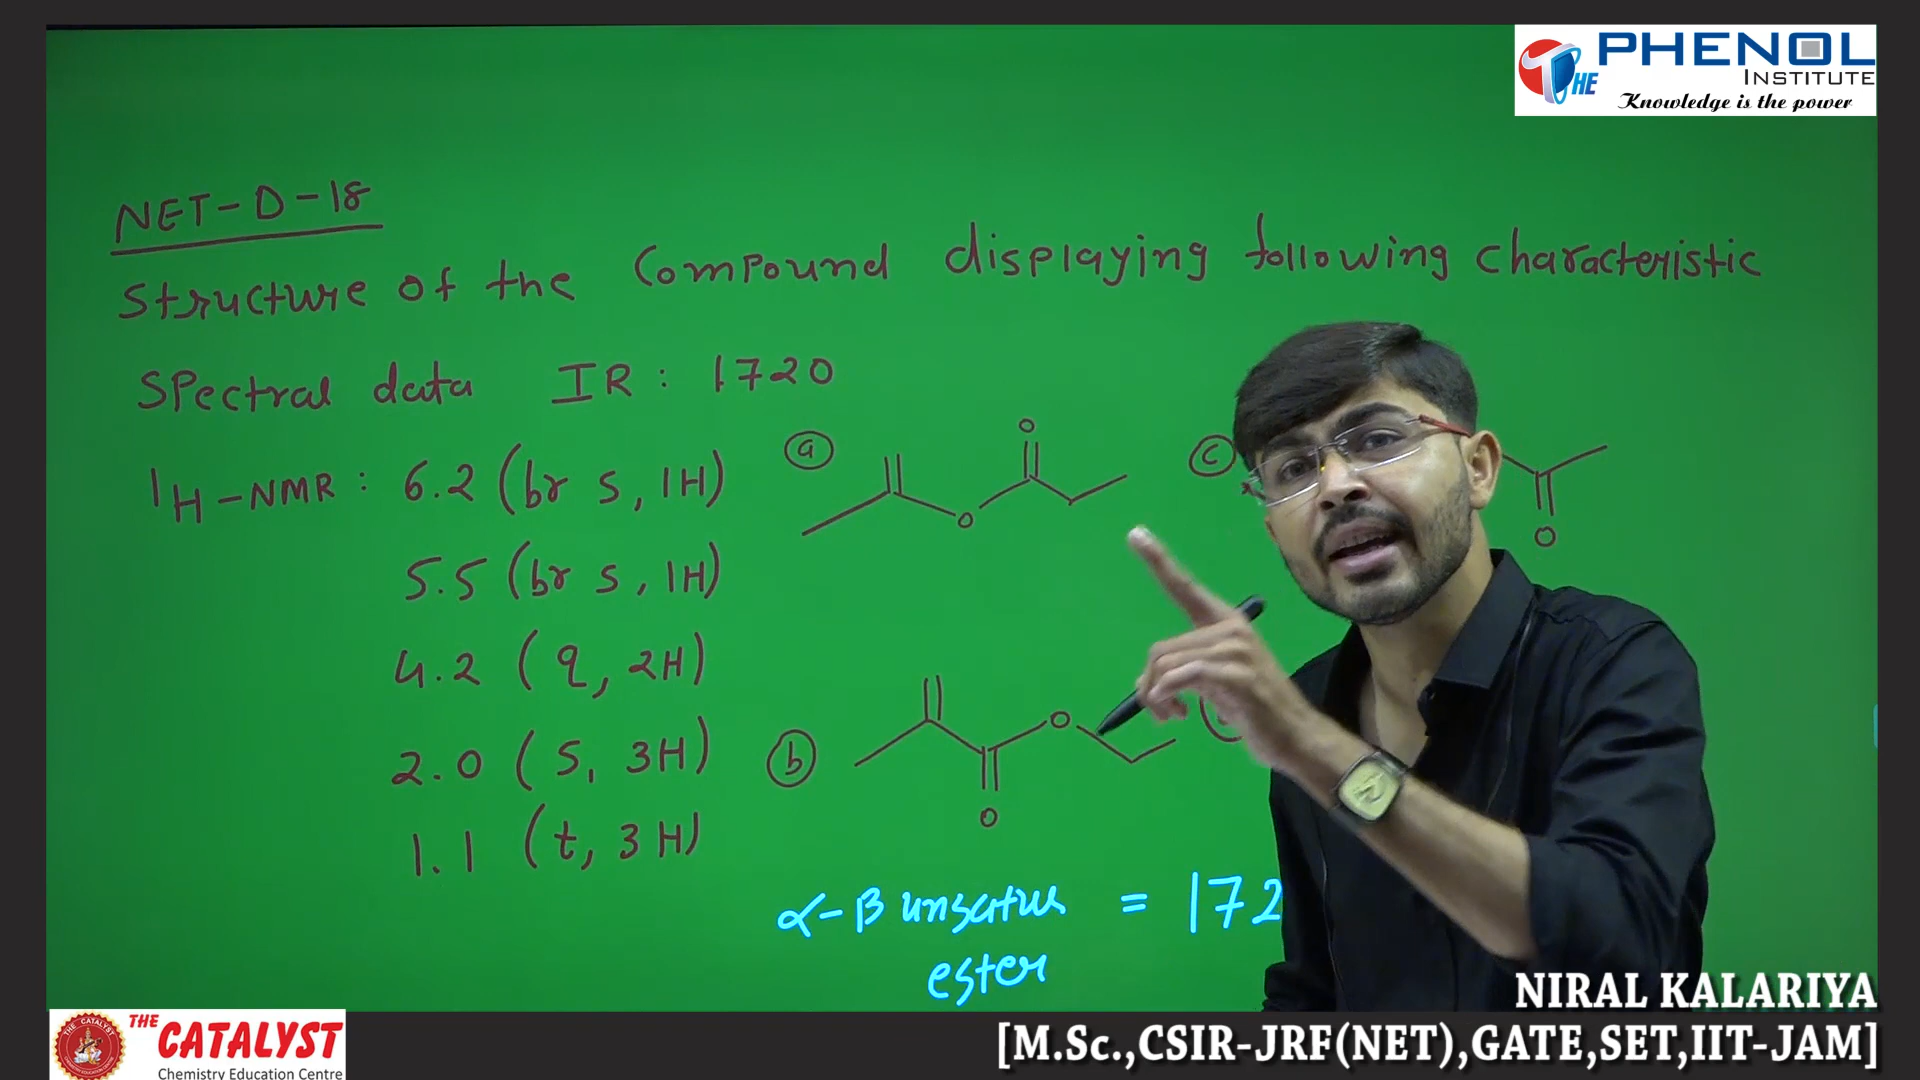 THE PHENOL
INSTITUTE
Knowledge is the power
NET-D-18
Structure of the Compound displaying following characteristic
Spectral data IR : 1720
1H-NMR : 6.2 (br s, 1H)
5.5 (br s, 1H)
4.2 (q, 2H)
2.0 (s, 3H)
1.1 (t, 3H)
a
O
O
c
O
b
O
O
α-β unsatus = 172
ester
NIRAL KALARIYA
[M.Sc.,CSIR-JRF(NET),GATE,SET,IIT-JAM]
THE CATALYST
Chemistry Education Centre